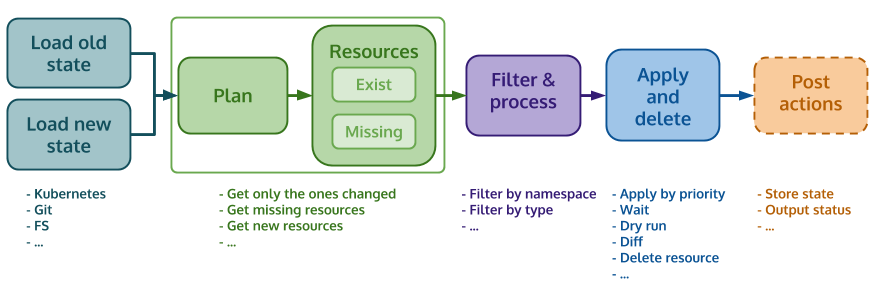 Load old
state
Load new
state
Plan
Resources
Exist
Missing
Filter &
process
Apply
and
delete
Post
actions
- Kubernetes
- Git
- FS
- ...
- Get only the ones changed
- Get missing resources
- Get new resources
- ...
- Filter by namespace
- Filter by type
- ...
- Apply by priority
- Wait
- Dry run
- Diff
- Delete resource
- ...
- Store state
- Output status
- ...